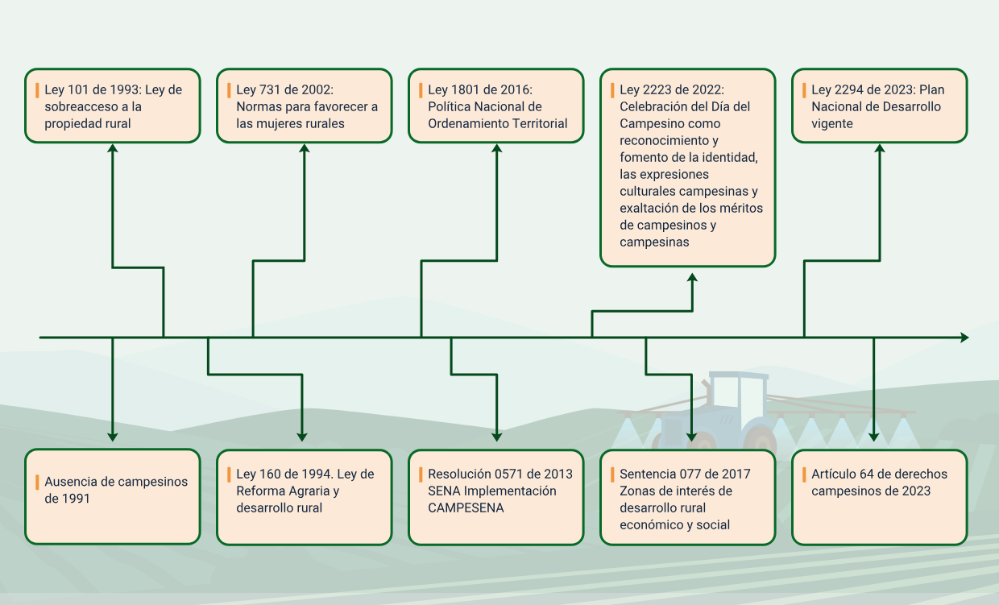 Ley 101 de 1993: Ley de
sobreacceso a la
propiedad rural
Ley 731 de 2002:
Normas para favorecer a
las mujeres rurales
Ley 1801 de 2016:
Política Nacional de
Ordenamiento Territorial
Ley 2223 de 2022:
Celebración del Día del
Campesino como
reconocimiento y
fomento de la identidad,
las expresiones
culturales campesinas y
exaltación de los méritos
de campesinos y
campesinas
Ley 2294 de 2023: Plan
Nacional de Desarrollo
vigente
Ausencia de campesinos
de 1991
Ley 160 de 1994. Ley de
Reforma Agraria y
desarrollo rural
Resolución 0571 de 2013
SENA Implementación
CAMPESENA
Sentencia 077 de 2017
Zonas de interés de
desarrollo rural
económico y social
Artículo 64 de derechos
campesinos de 2023